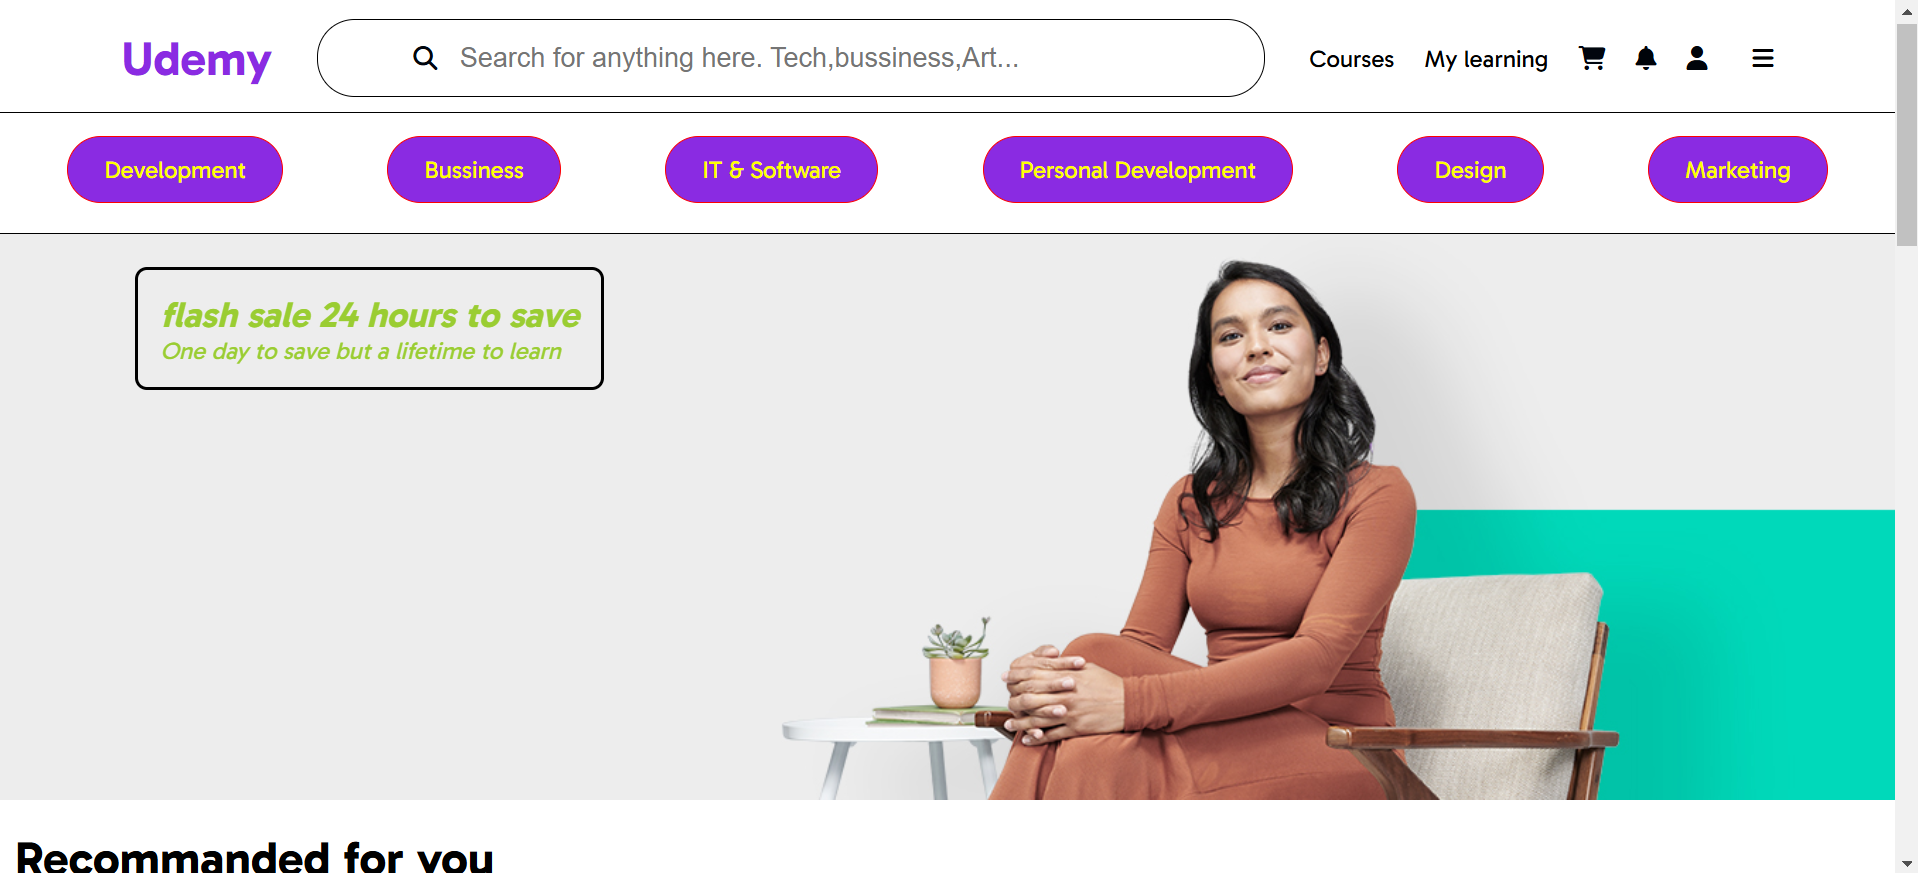 Udemy
Search for anything here. Tech,bussiness,Art...
Courses
My learning
Development
Bussiness
IT & Software
Personal Development
Design
Marketing
flash sale 24 hours to save
One day to save but a lifetime to learn
Recommanded for you